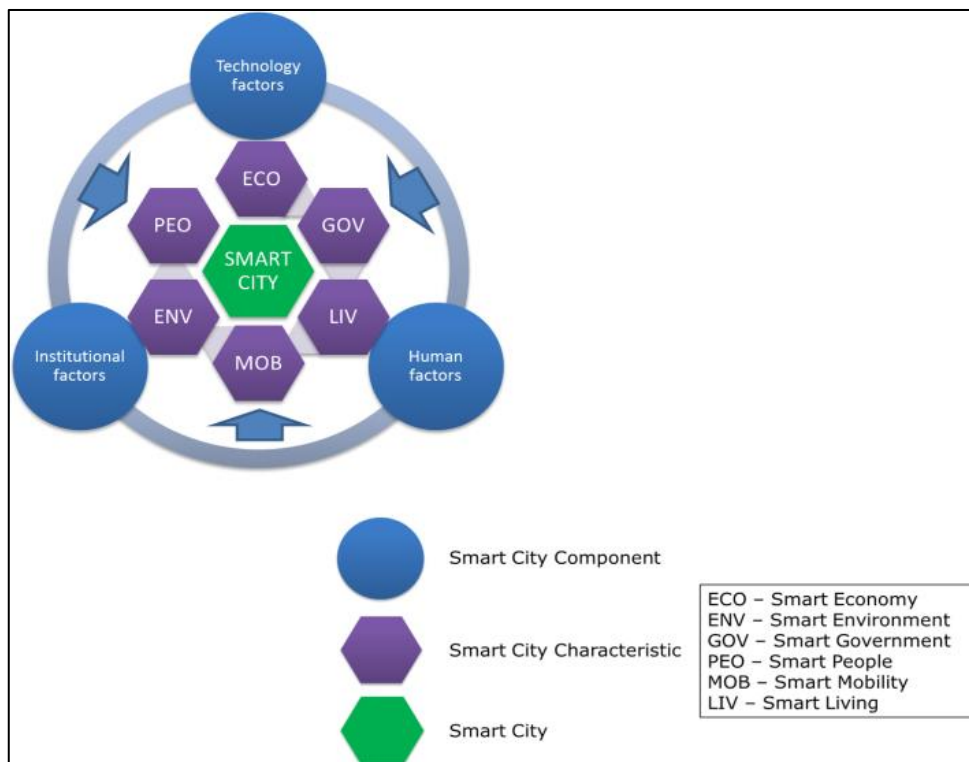 Technology
factors
ECO
PEO
GOV
SMART
CITY
ENV
LIV
MOB
Institutional
factors
Human
factors
Smart City Component
Smart City Characteristic
Smart City
ECO – Smart Economy
ENV – Smart Environment
GOV – Smart Government
PEO – Smart People
MOB – Smart Mobility
LIV – Smart Living